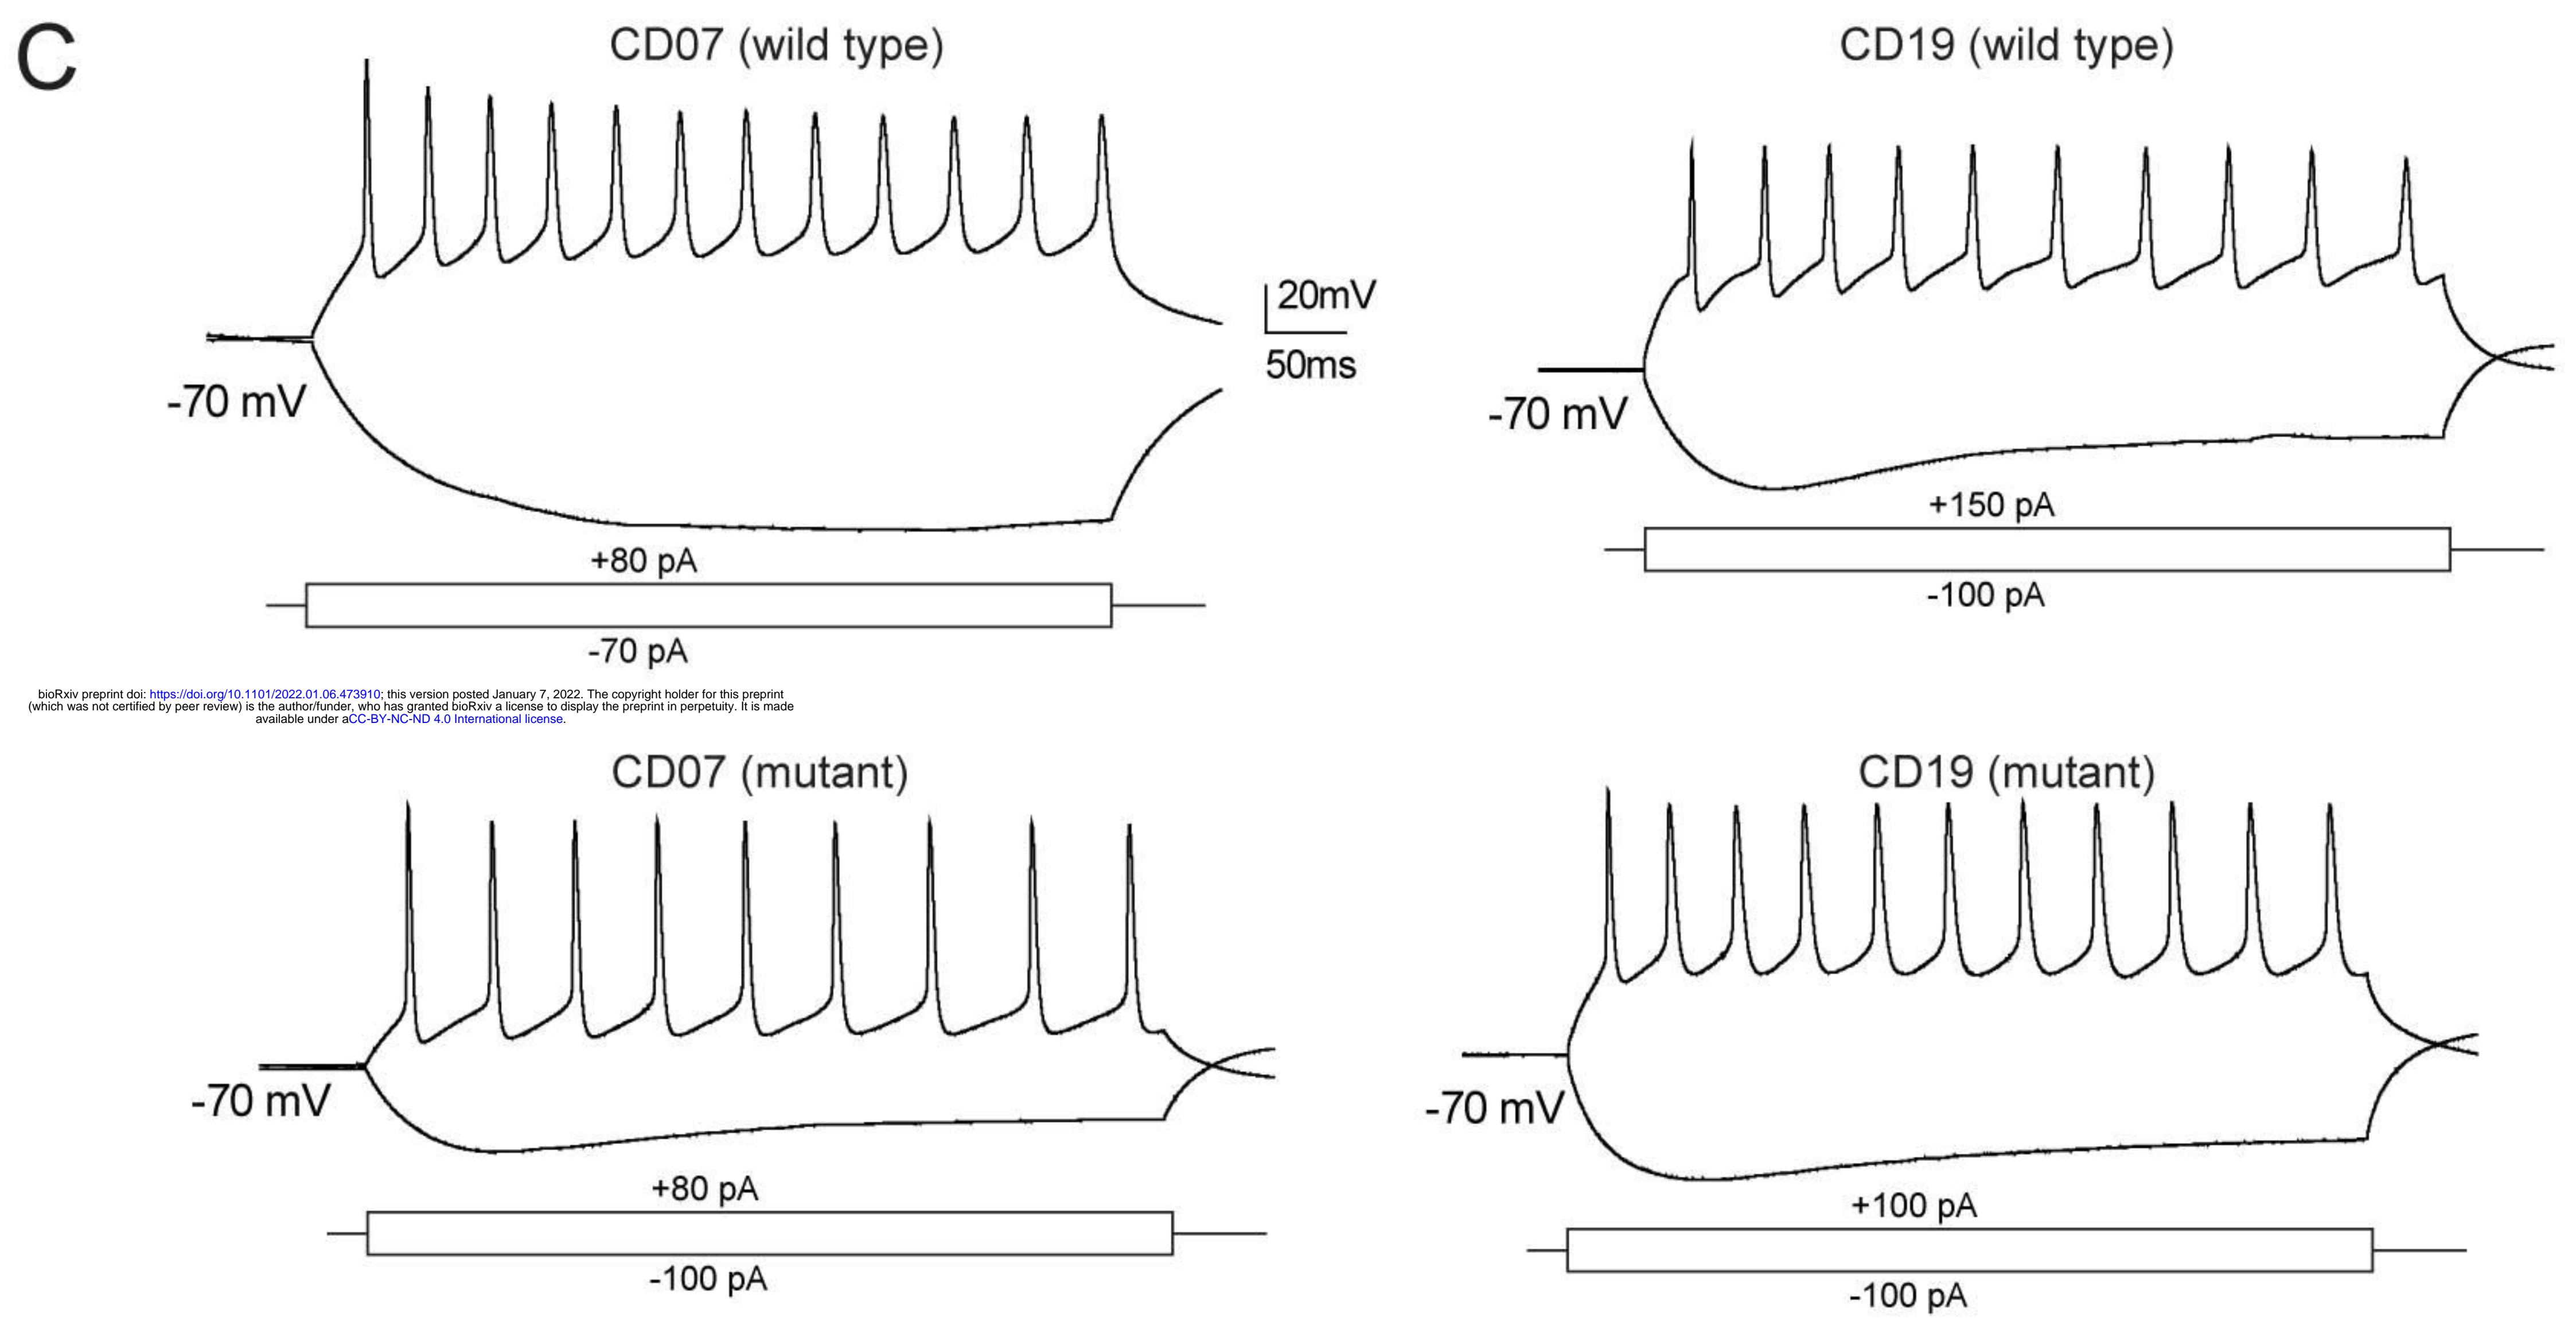 C
CD07 (wild type)
CD19 (wild type)
20mV
50ms
-70 mV
-70 mV
+80 pA
-70 pA
+150 pA
-100 pA
bioRxiv preprint doi: https://doi.org/10.1101/2022.01.06.473910; this version posted January 7, 2022. The copyright holder for this preprint
(which was not certified by peer review) is the author/funder, who has granted bioRxiv a license to display the preprint in perpetuity. It is made
available under aCC-BY-NC-ND 4.0 International license.
CD07 (mutant)
CD19 (mutant)
-70 mV
-70 mV
+80 pA
-100 pA
+100 pA
-100 pA